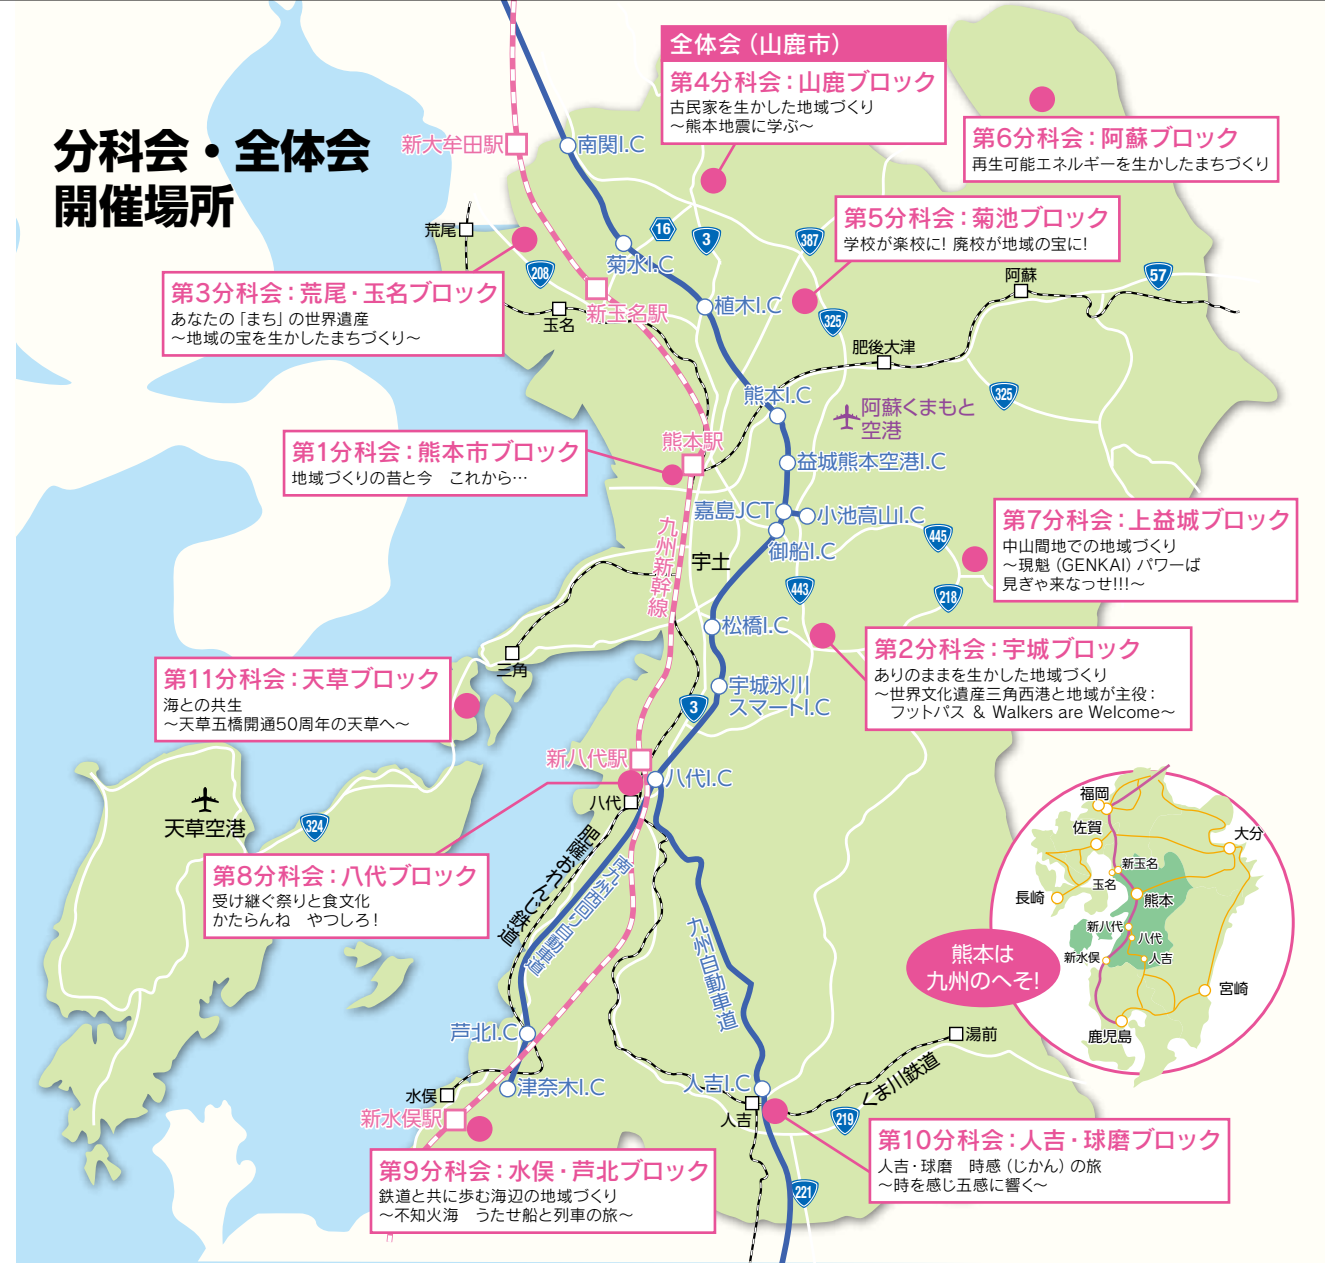 分科会・全体会
開催場所
全体会（山鹿市）
第4分科会：山鹿ブロック
古民家を生かした地域づくり
～熊本地震に学ぶ～
第6分科会：阿蘇ブロック
再生可能エネルギーを生かしたまちづくり
第5分科会：菊池ブロック
学校が楽校に！廃校が地域の宝に！
第3分科会：荒尾・玉名ブロック
あなたの「まち」の世界遺産
～地域の宝を生かしたまちづくり～
第1分科会：熊本市ブロック
地域づくりの昔と今　これから…
第7分科会：上益城ブロック
中山間地での地域づくり
～現魁（GENKAI）パワーば
見ぎゃ来なっせ!!!～
第2分科会：宇城ブロック
ありのままを生かした地域づくり
～世界文化遺産三角西港と地域が主役：
フットパス ＆ Walkers are Welcome～
第11分科会：天草ブロック
海との共生
～天草五橋開通50周年の天草へ～
第8分科会：八代ブロック
受け継ぐ祭りと食文化
かたらんね　やつしろ！
第9分科会：水俣・芦北ブロック
鉄道と共に歩む海辺の地域づくり
～不知火海　うたせ船と列車の旅～
第10分科会：人吉・球磨ブロック
人吉・球磨　時感（じかん）の旅
～時を感じ五感に響く～
新大牟田駅
南関I.C
荒尾
16
3
387
208
菊水I.C
新玉名駅
玉名
植木I.C
325
阿蘇
57
肥後大津
325
熊本I.C
阿蘇くまもと
空港
熊本駅
益城熊本空港I.C
嘉島JCT
小池高山I.C
御船I.C
445
九州新幹線
宇土
443
218
松橋I.C
三角
宇城氷川
スマートI.C
3
新八代駅
八代I.C
八代
天草空港
324
肥薩おれんじ鉄道
南九州西回り自動車道
九州自動車道
芦北I.C
津奈木I.C
水俣
新水俣駅
人吉I.C
人吉
湯前
くま川鉄道
219
221
福岡
佐賀
大分
新玉名
玉名
長崎
熊本
新八代
八代
新水俣
人吉
宮崎
鹿児島
熊本は
九州のへそ！